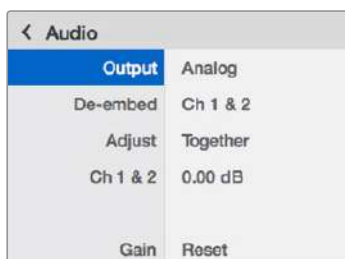 < Audio
Output Analog
De-embed Ch 1 & 2
Adjust Together
Ch 1 & 2 0.00 dB
Gain Reset